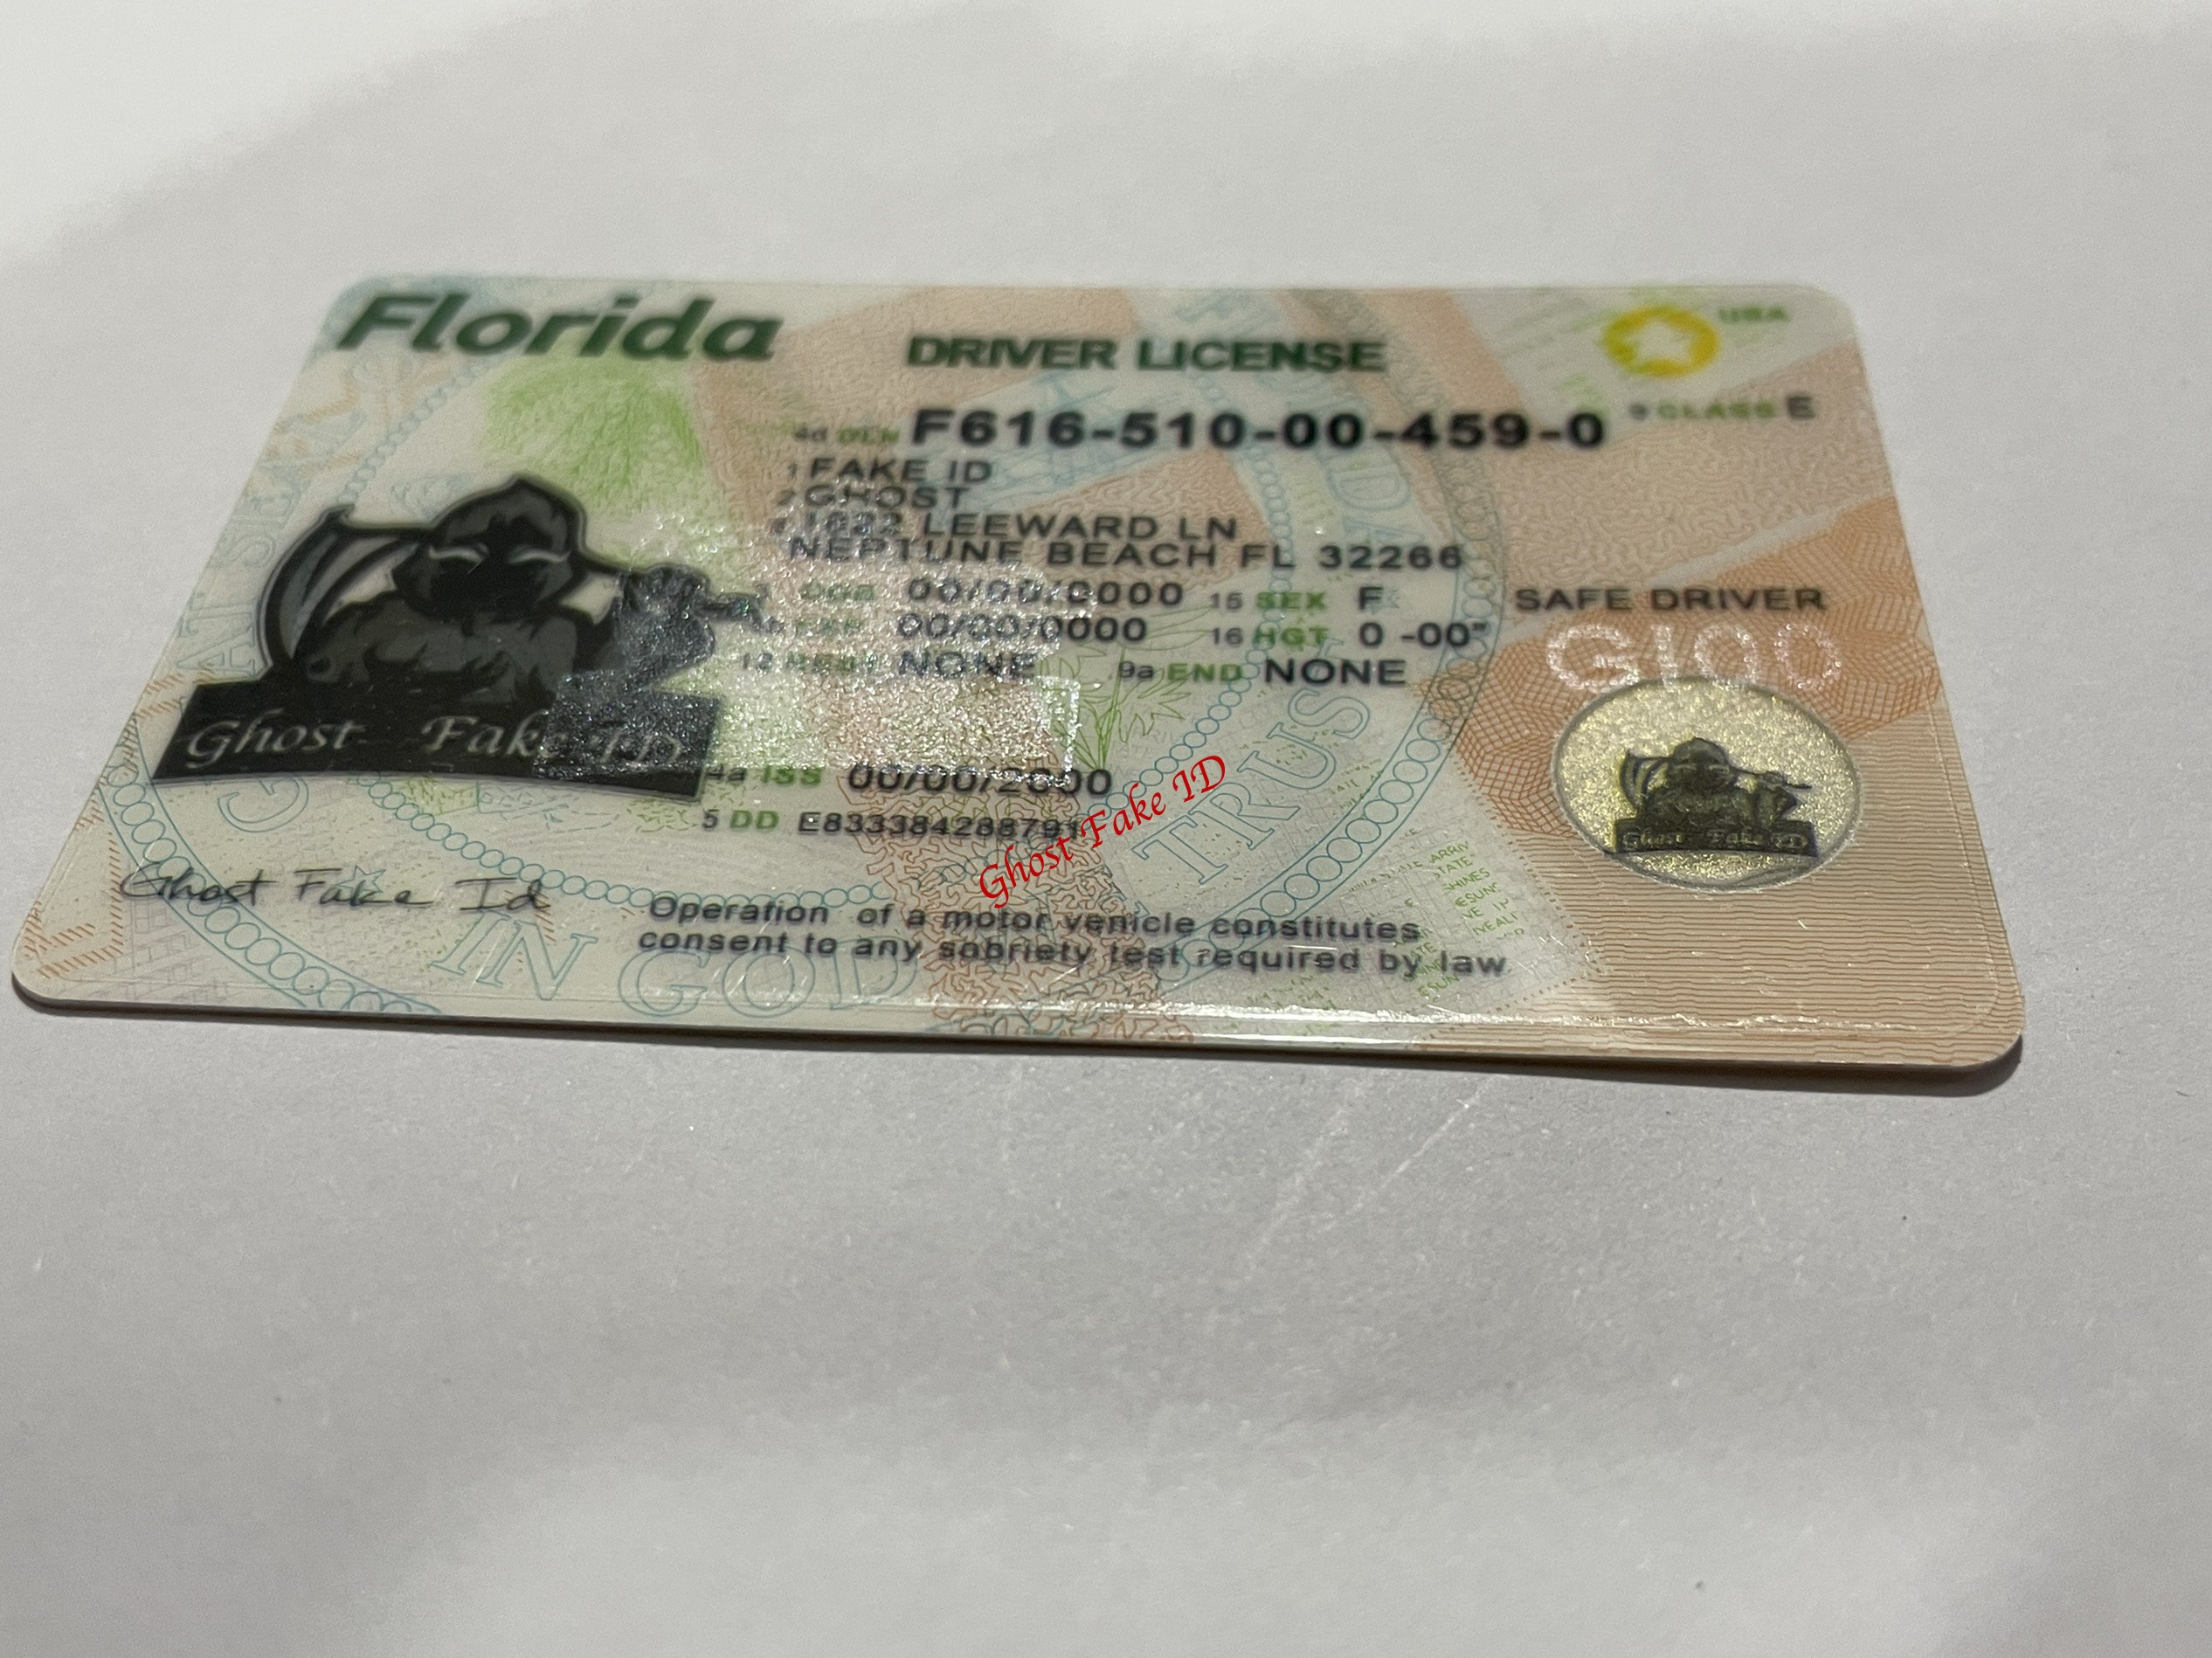 Florida
DRIVER LICENSE
USA
4d DLN F616-510-00-459-0
9 CLASS E
1 FAKE ID
2 GHOST
LEEWARD LN
NEPTUNE BEACH FL 32266
DOB 00/00/0000 15 SEX F
SAFE DRIVER
EXP 00/00/0000 16 HGT 0 -00"
G100
12 REST NONE 9a END NONE
Ghost Fake ID
4a ISS 00/00/2000
Ghost Fake ID
5 DD E833384288791
Ghost Fake ID
TRUS
Ghost Fake Id
Operation of a motor vehicle constitutes
consent to any sobriety test required by law
IN GOD